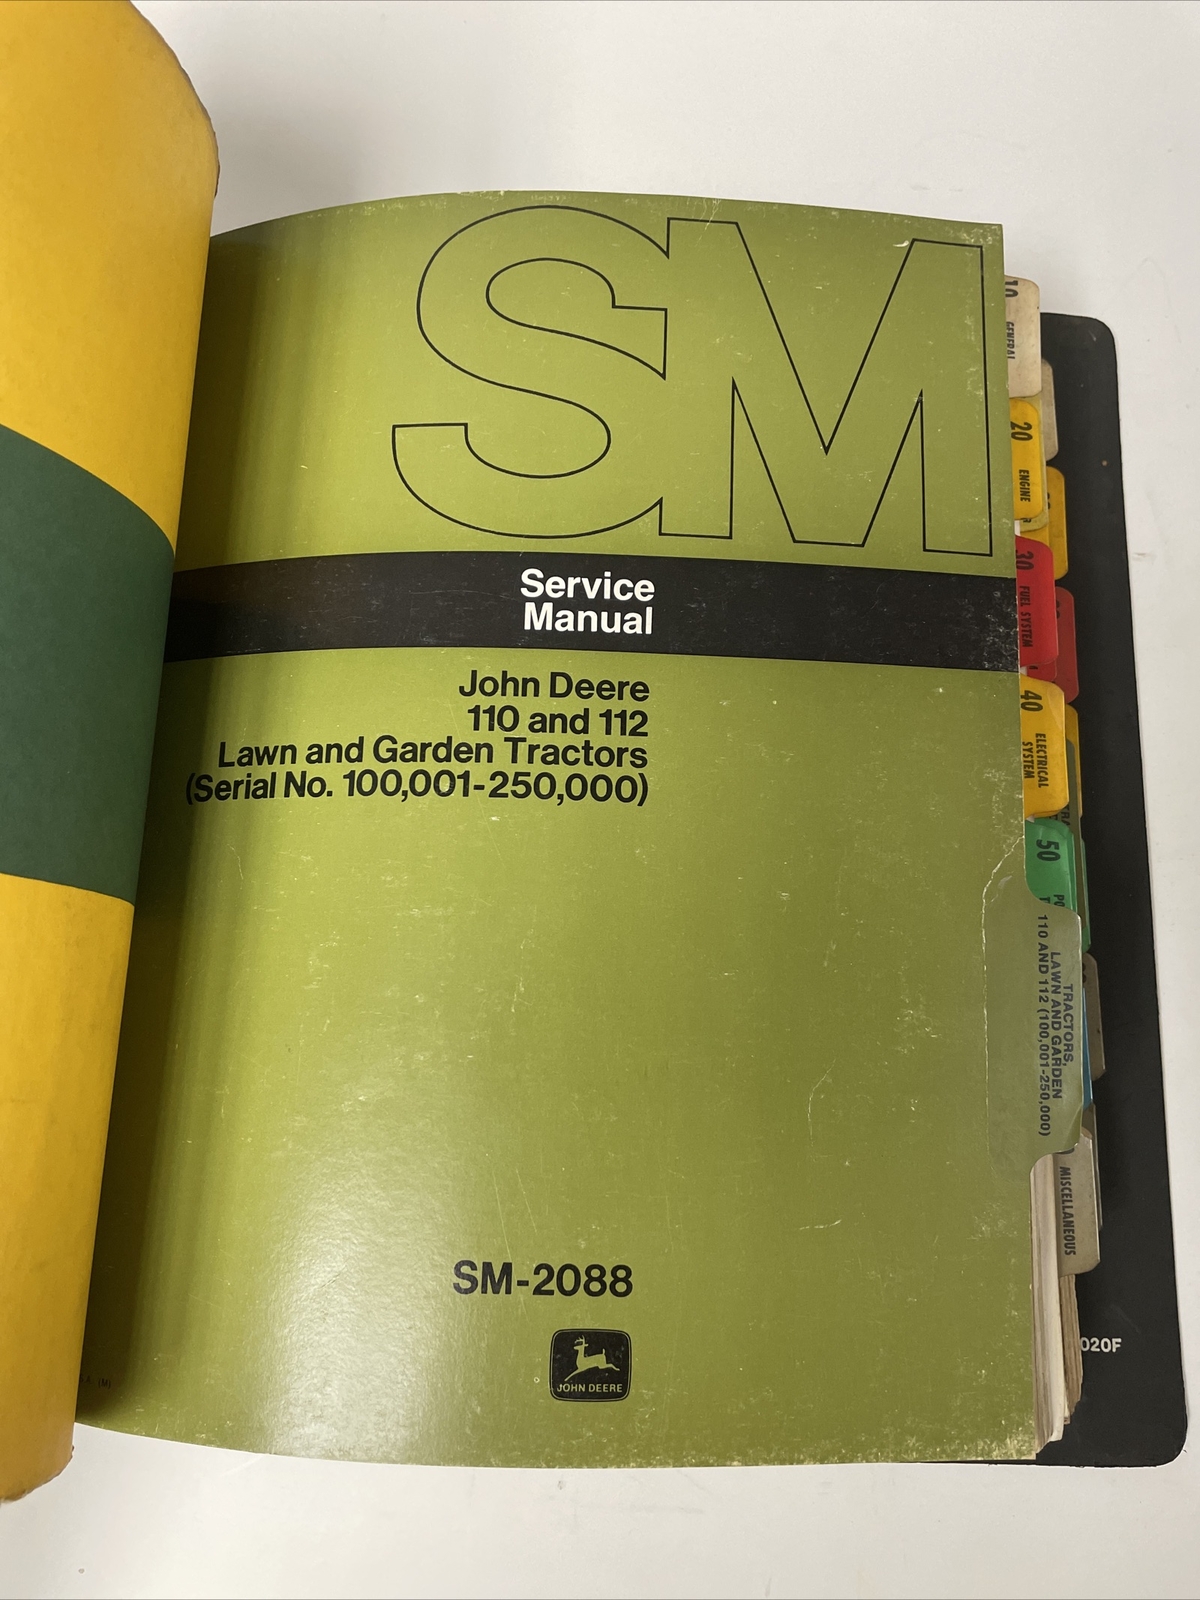 SM
Service
Manual
John Deere
110 and 112
Lawn and Garden Tractors
(Serial No. 100,001-250,000)
SM-2088
JOHN DEERE
10
GENERAL
20
ENGINE
30
FUEL SYSTEM
40
ELECTRICAL
SYSTEM
50
TRACTORS,
LAWN AND GARDEN
110 AND 112 (100,001-250,000)
MISCELLANEOUS
020F